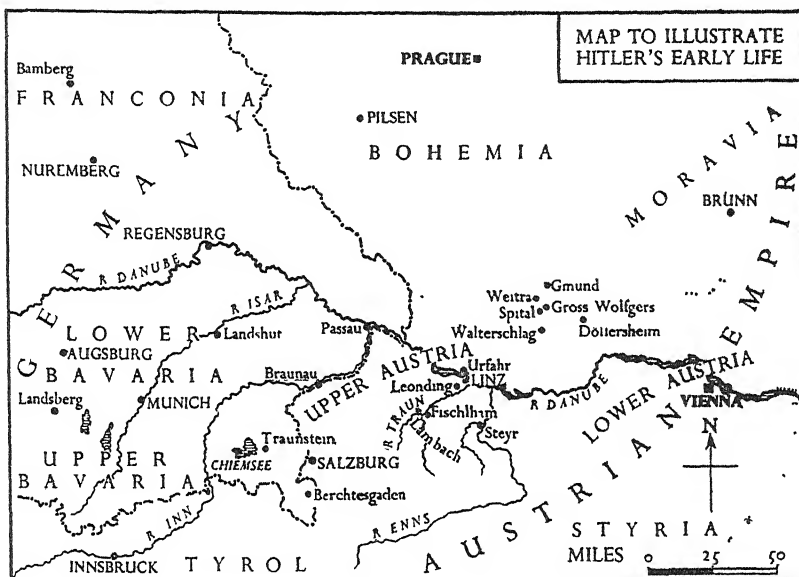 MAP TO ILLUSTRATE
HITLER'S EARLY LIFE
PRAGUE
Bamberg
FRANCONIA
PILSEN
BOHEMIA
NUREMBERG
GERMANY
MORAVIA
BRÜNN
REGENSBURG
R DANUBE
R ISAR
Gmund
Weitra
Spital
Gross Wolfgers
Walterschlag
Döllersheim
LOWER
BAVARIA
Landshut
Passau
AUGSBURG
Braunau
UPPER AUSTRIA
Urfahr
LINZ
Leonding
R DANUBE
LOWER AUSTRIA
VIENNA
Landsberg
MUNICH
R TRAUN
Fischlham
Lambach
Steyr
Traunstein
CHIEMSEE
SALZBURG
UPPER
BAVARIA
Berchtesgaden
N
R INN
R ENNS
AUSTRIAN EMPIRE
STYRIA
INNSBRUCK
TYROL
MILES
0 25 50